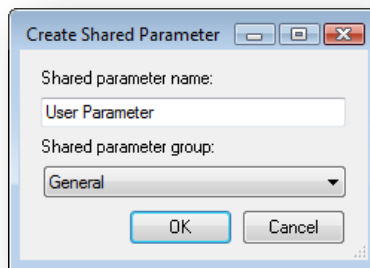 Create Shared Parameter
Shared parameter name:
User Parameter
Shared parameter group:
General
OK
Cancel